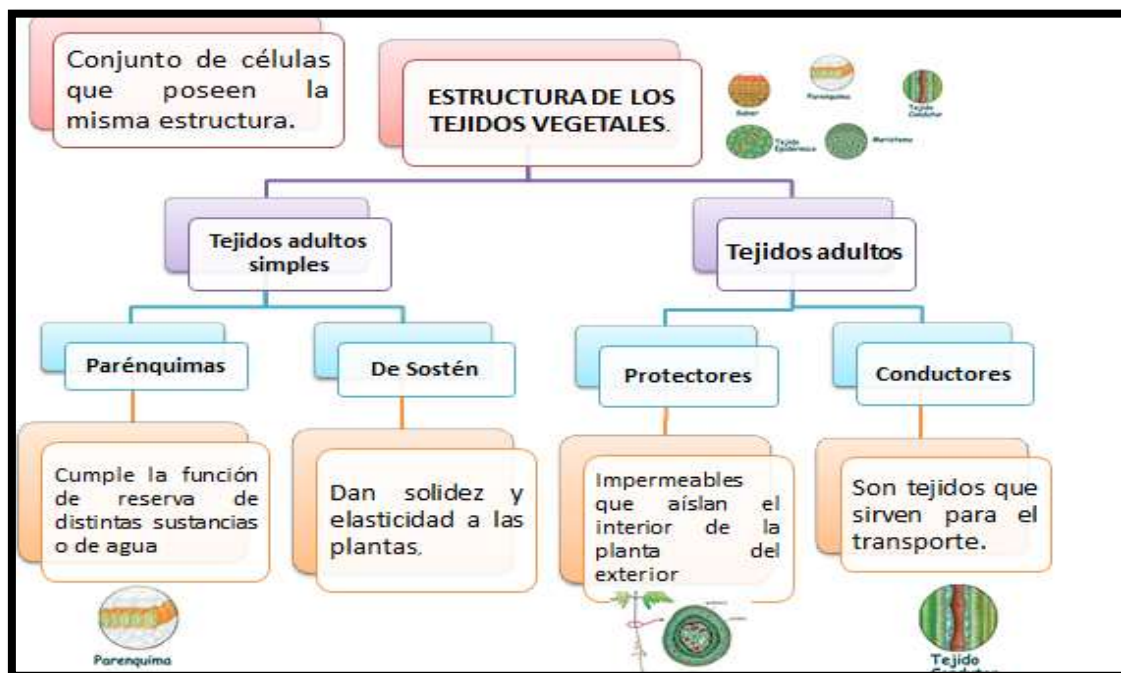 Conjunto de células
que poseen la
misma estructura.
ESTRUCTURA DE LOS
TEJIDOS VEGETALES.
Parénquima
Tejido
Conductor
Suber
Tejido
Epidérmico
Meristema
Tejidos adultos
simples
Tejidos adultos
Parénquimas
De Sostén
Protectores
Conductores
Cumple la función
de reserva de
distintas sustancias
o de agua
Dan solidez y
elasticidad a las
plantas,
Impermeables
que aíslan el
interior de la
planta del
exterior
Son tejidos que
sirven para el
transporte.
Parenquima
Tejido